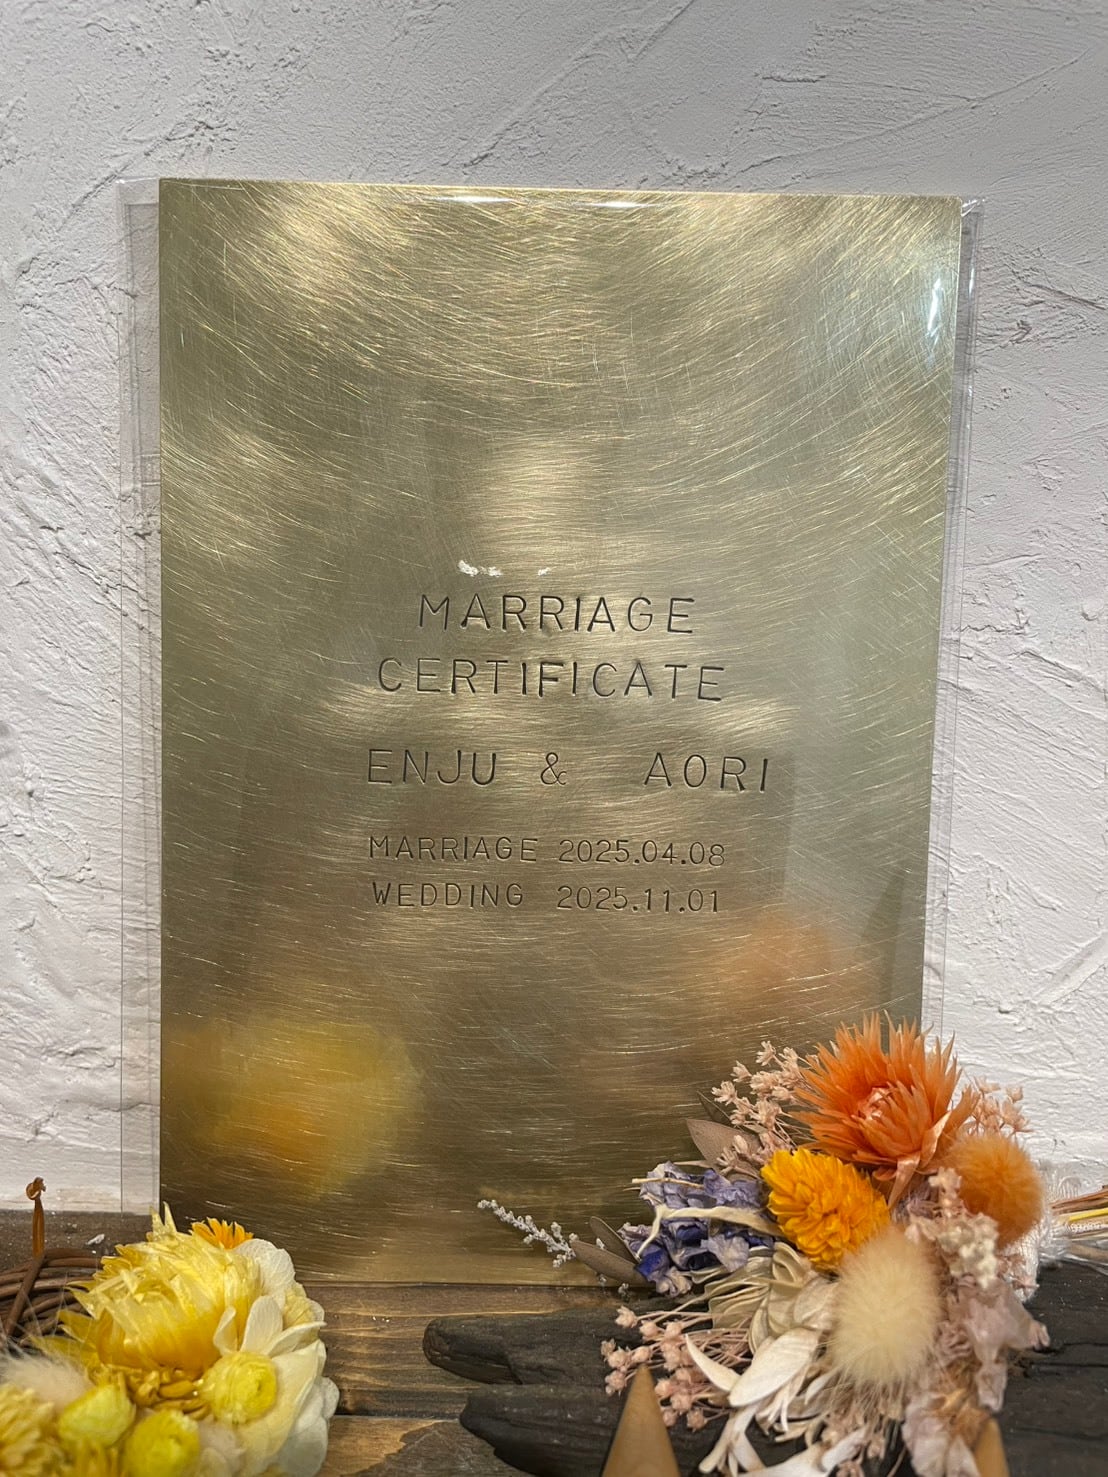 MARRIAGE
CERTIFICATE
ENJU & AORI
MARRIAGE 2025.04.08
WEDDING 2025.11.01